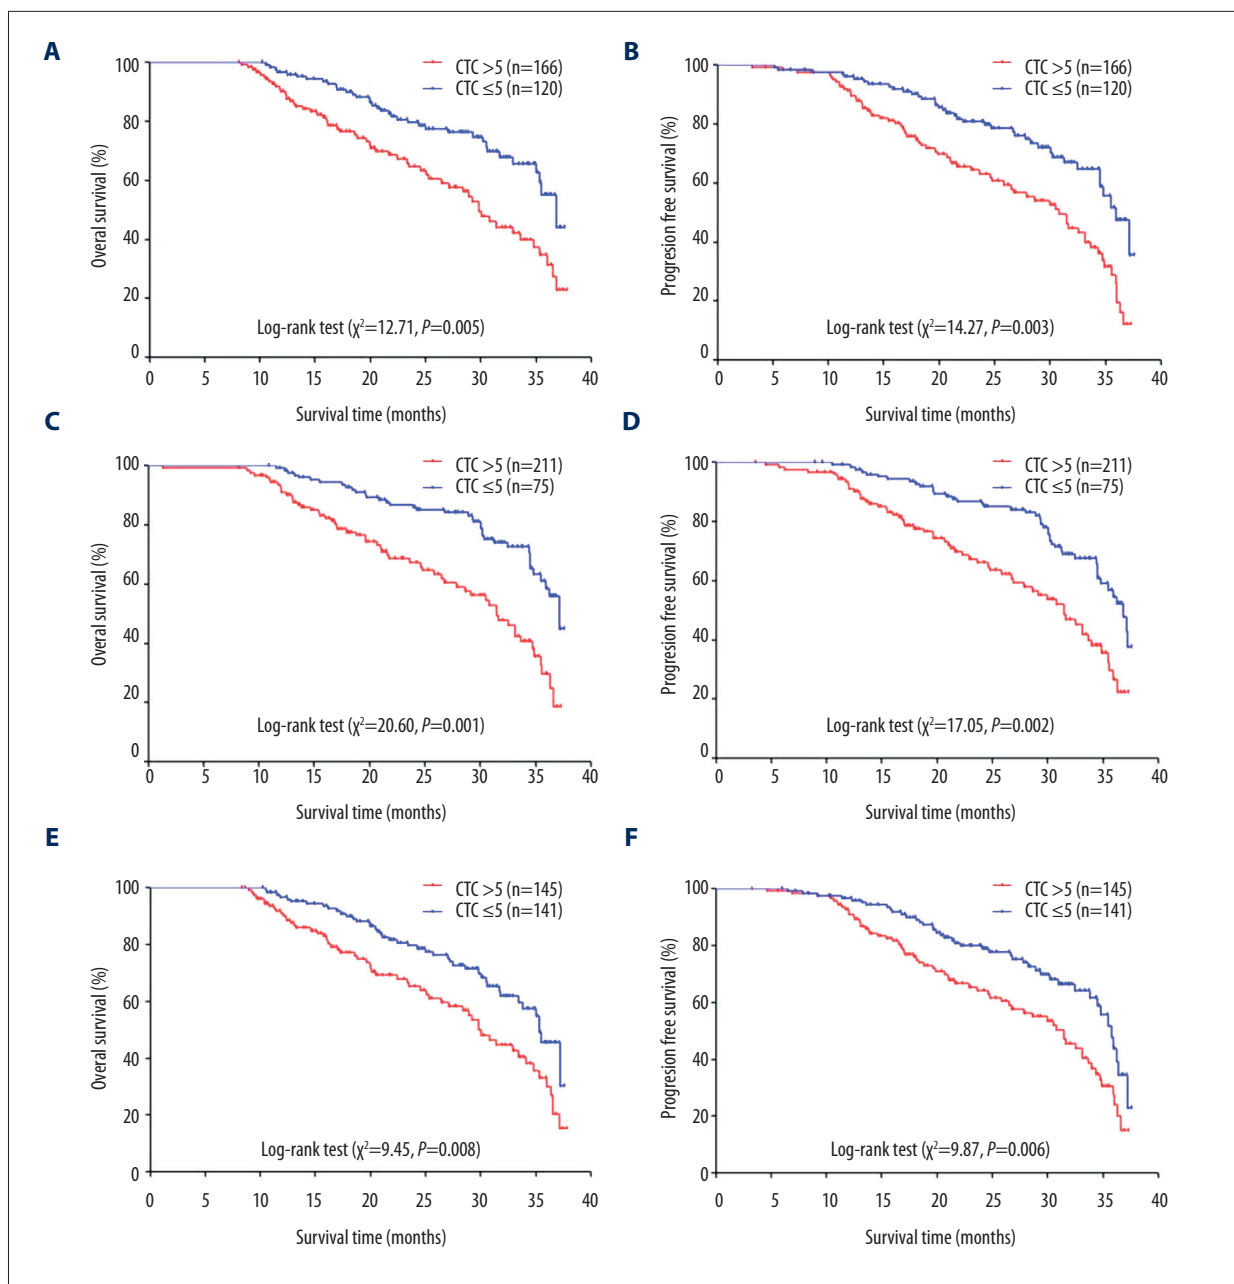 A
100
80
60
40
20
0
Overal survival (%)
CTC >5 (n=166)
CTC ≤5 (n=120)
Log-rank test (χ²=12.71, P=0.005)
0 5 10 15 20 25 30 35 40
Survival time (months)
B
100
80
60
40
20
0
Progresion free survival (%)
CTC >5 (n=166)
CTC ≤5 (n=120)
Log-rank test (χ²=14.27, P=0.003)
0 5 10 15 20 25 30 35 40
Survival time (months)
C
100
80
60
40
20
0
Overal survival (%)
CTC >5 (n=211)
CTC ≤5 (n=75)
Log-rank test (χ²=20.60, P=0.001)
0 5 10 15 20 25 30 35 40
Survival time (months)
D
100
80
60
40
20
0
Progresion free survival (%)
CTC >5 (n=211)
CTC ≤5 (n=75)
Log-rank test (χ²=17.05, P=0.002)
0 5 10 15 20 25 30 35 40
Survival time (months)
E
100
80
60
40
20
0
Overal survival (%)
CTC >5 (n=145)
CTC ≤5 (n=141)
Log-rank test (χ²=9.45, P=0.008)
0 5 10 15 20 25 30 35 40
Survival time (months)
F
100
80
60
40
20
0
Progresion free survival (%)
CTC >5 (n=145)
CTC ≤5 (n=141)
Log-rank test (χ²=9.87, P=0.006)
0 5 10 15 20 25 30 35 40
Survival time (months)